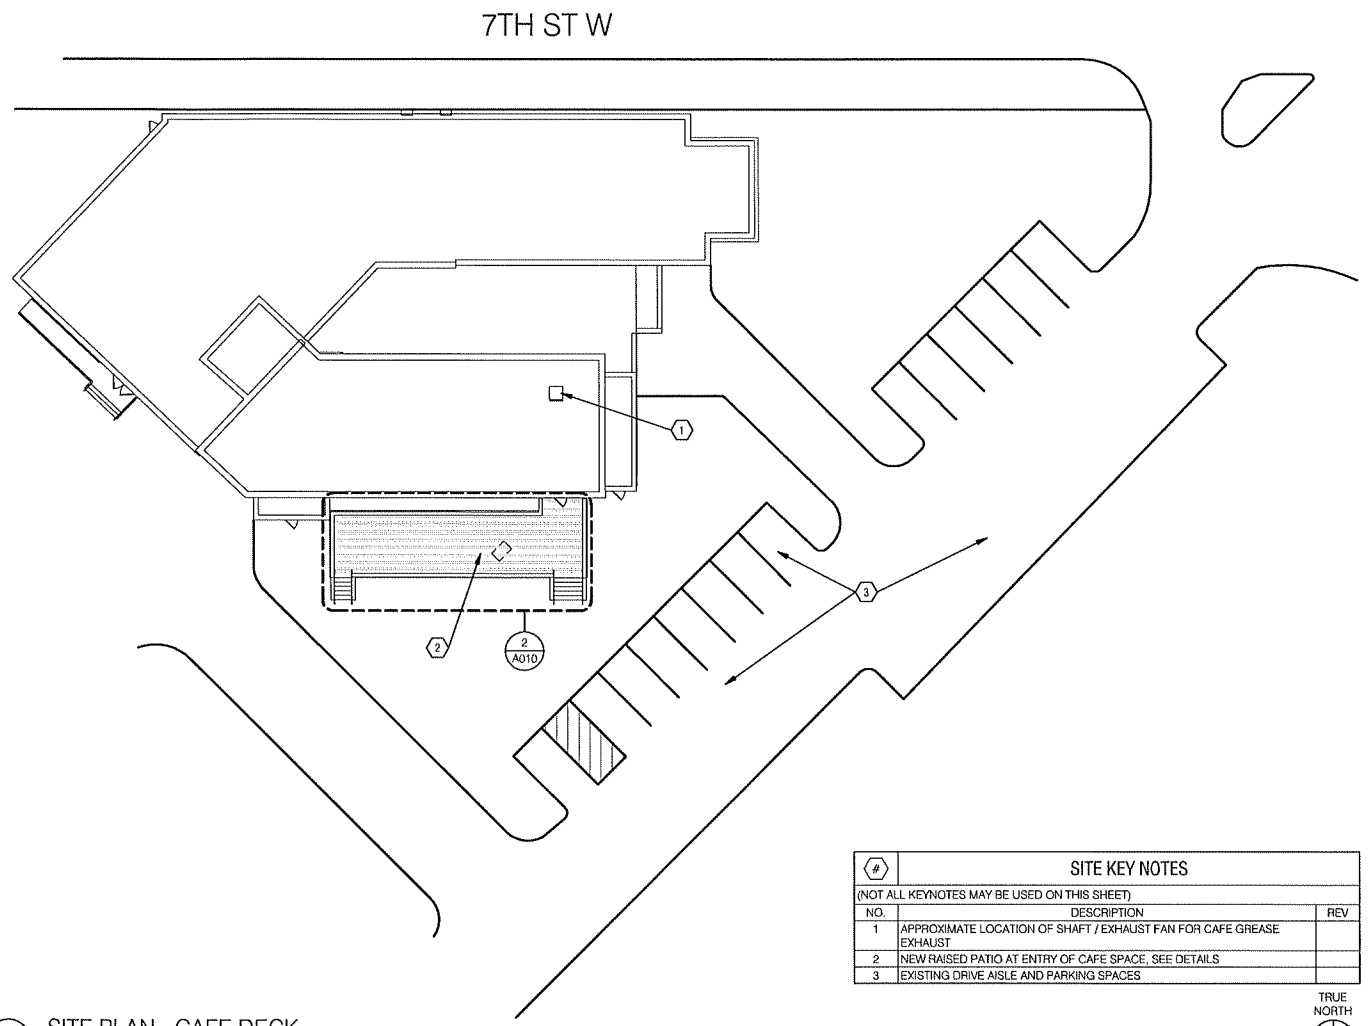 7TH ST W
1
3
2
2
A010
# SITE KEY NOTES
(NOT ALL KEYNOTES MAY BE USED ON THIS SHEET)
NO. DESCRIPTION REV
1 APPROXIMATE LOCATION OF SHAFT / EXHAUST FAN FOR CAFE GREASE
EXHAUST
2 NEW RAISED PATIO AT ENTRY OF CAFE SPACE, SEE DETAILS
3 EXISTING DRIVE AISLE AND PARKING SPACES
TRUE
NORTH
SITE PLAN - CAFE DECK